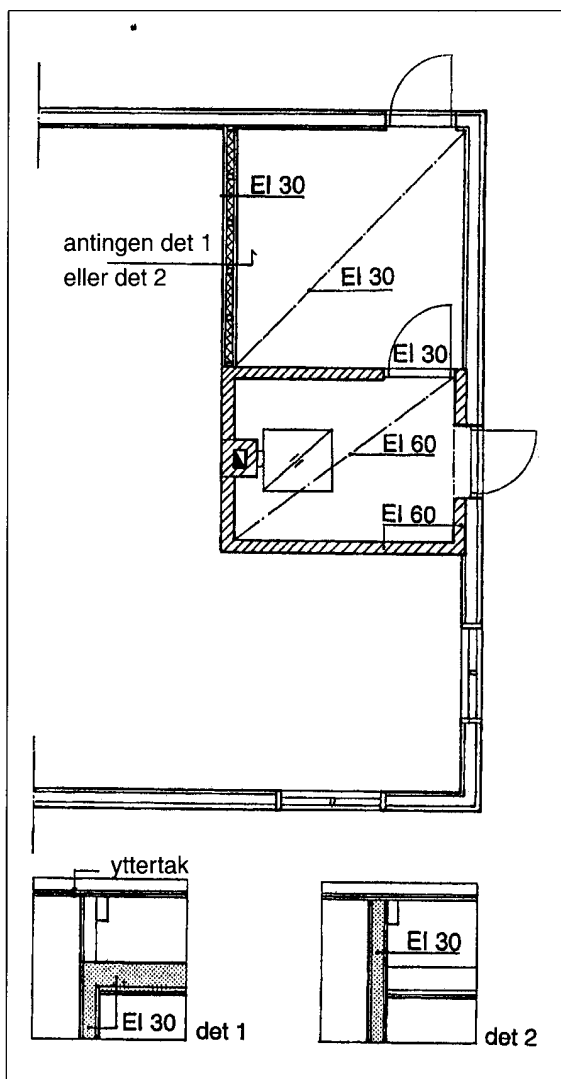 EI 30
antingen det 1
eller det 2
EI 30
EI 30
EI 60
EI 60
yttertak
EI 30
det 1
EI 30
det 2